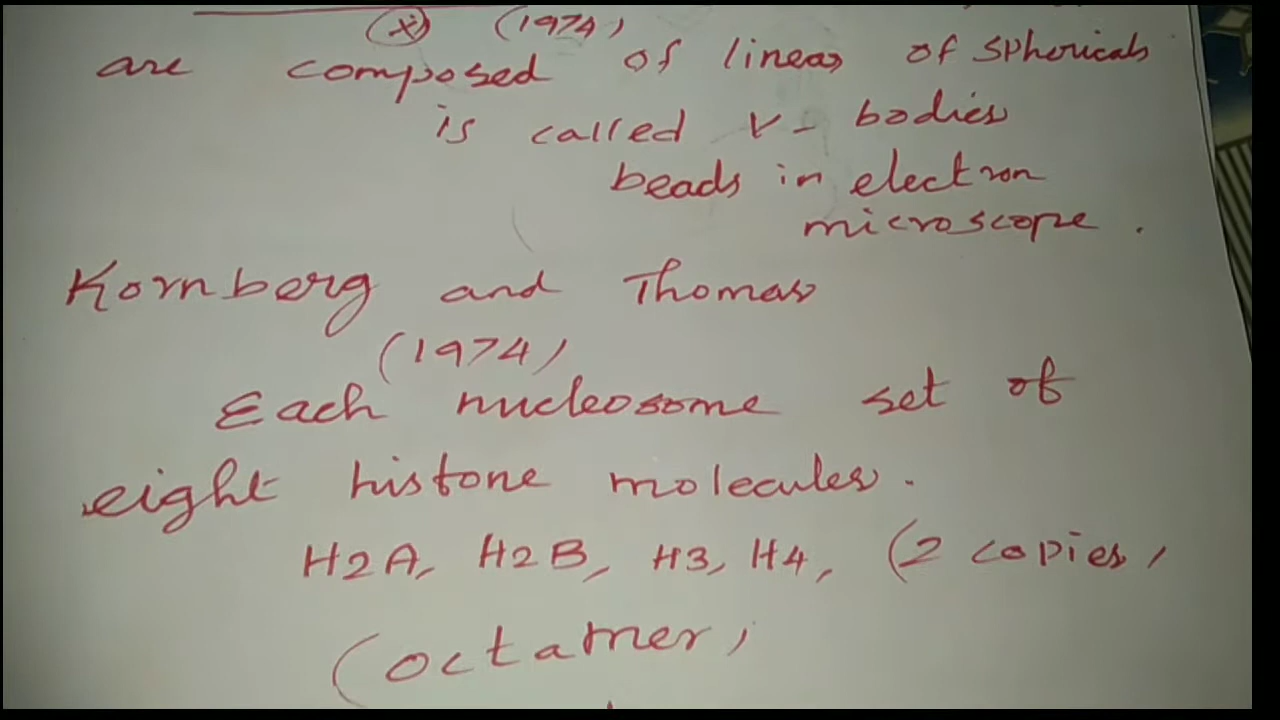 (x) (1974)
are composed of linear of sphericals
is called v- bodies
beads in electron
microscope.
Kornberg and Thomas
(1974)
Each nucleosome set of
eight histone molecules.
H2A, H2B, H3, H4, (2 copies,
(octamer,